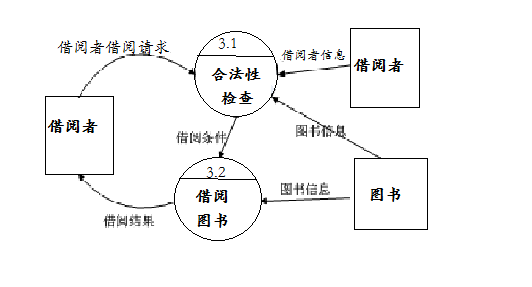 3.1
借阅者借阅请求
合法性
检查
借阅者信息
借阅者
借阅者
借阅条件
图书信息
3.2
借阅
图书
图书信息
图书
借阅结果